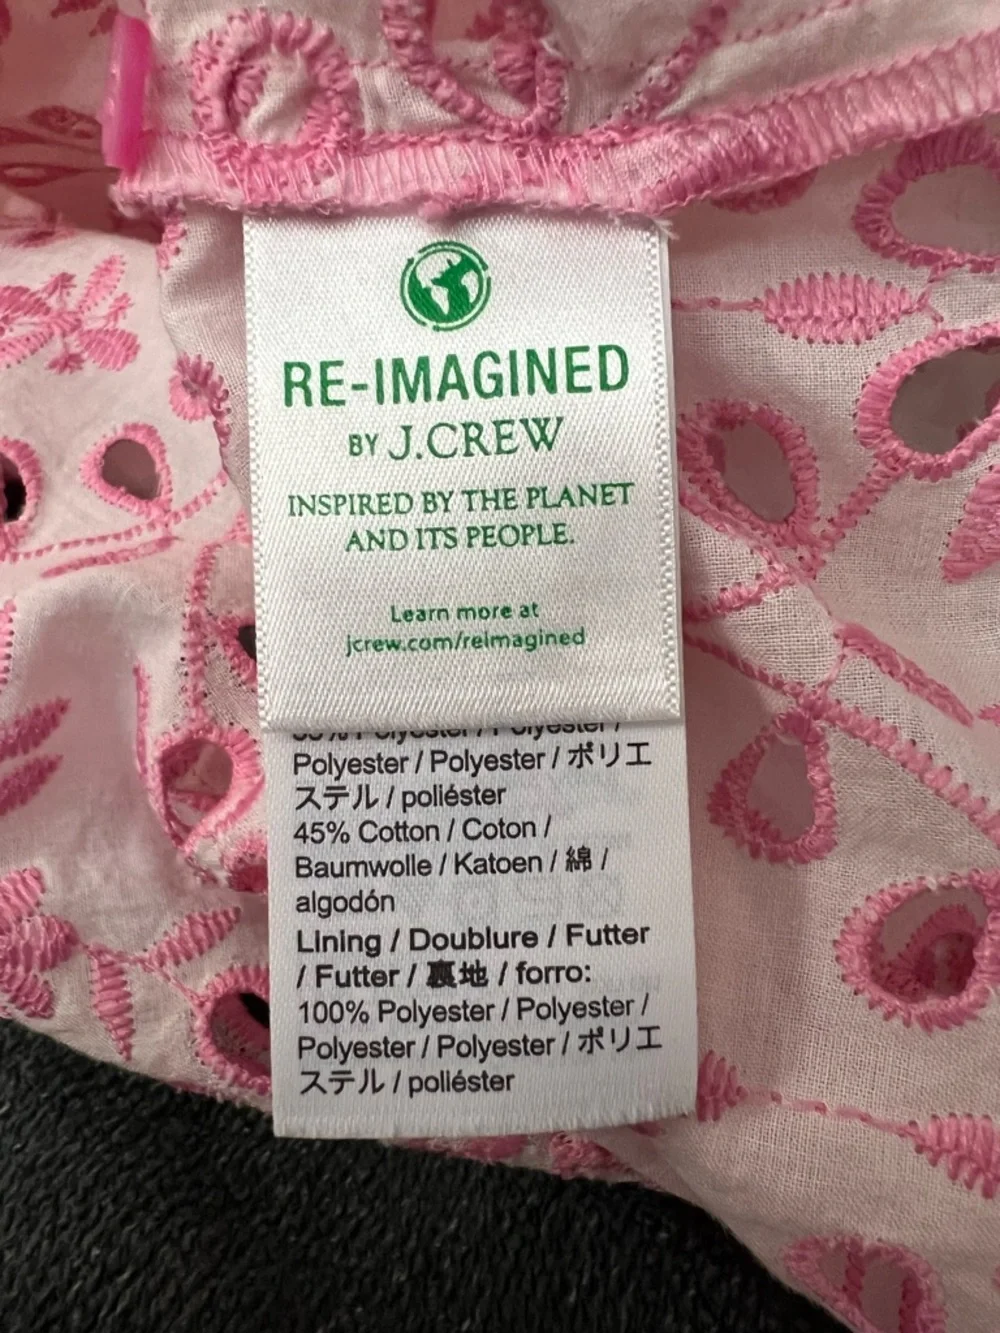 RE-IMAGINED
BY J.CREW
INSPIRED BY THE PLANET
AND ITS PEOPLE.
Learn more at
jcrew.com/reimagined
Polyester / Polyester /
Polyester / Polyester / ポリエ
ステル / poliéster
45% Cotton / Coton /
Baumwolle / Katoen / 綿 /
algodón
Lining / Doublure / Futter
/ Futter / 裏地 / forro:
100% Polyester / Polyester /
Polyester / Polyester / ポリエ
ステル / poliéster